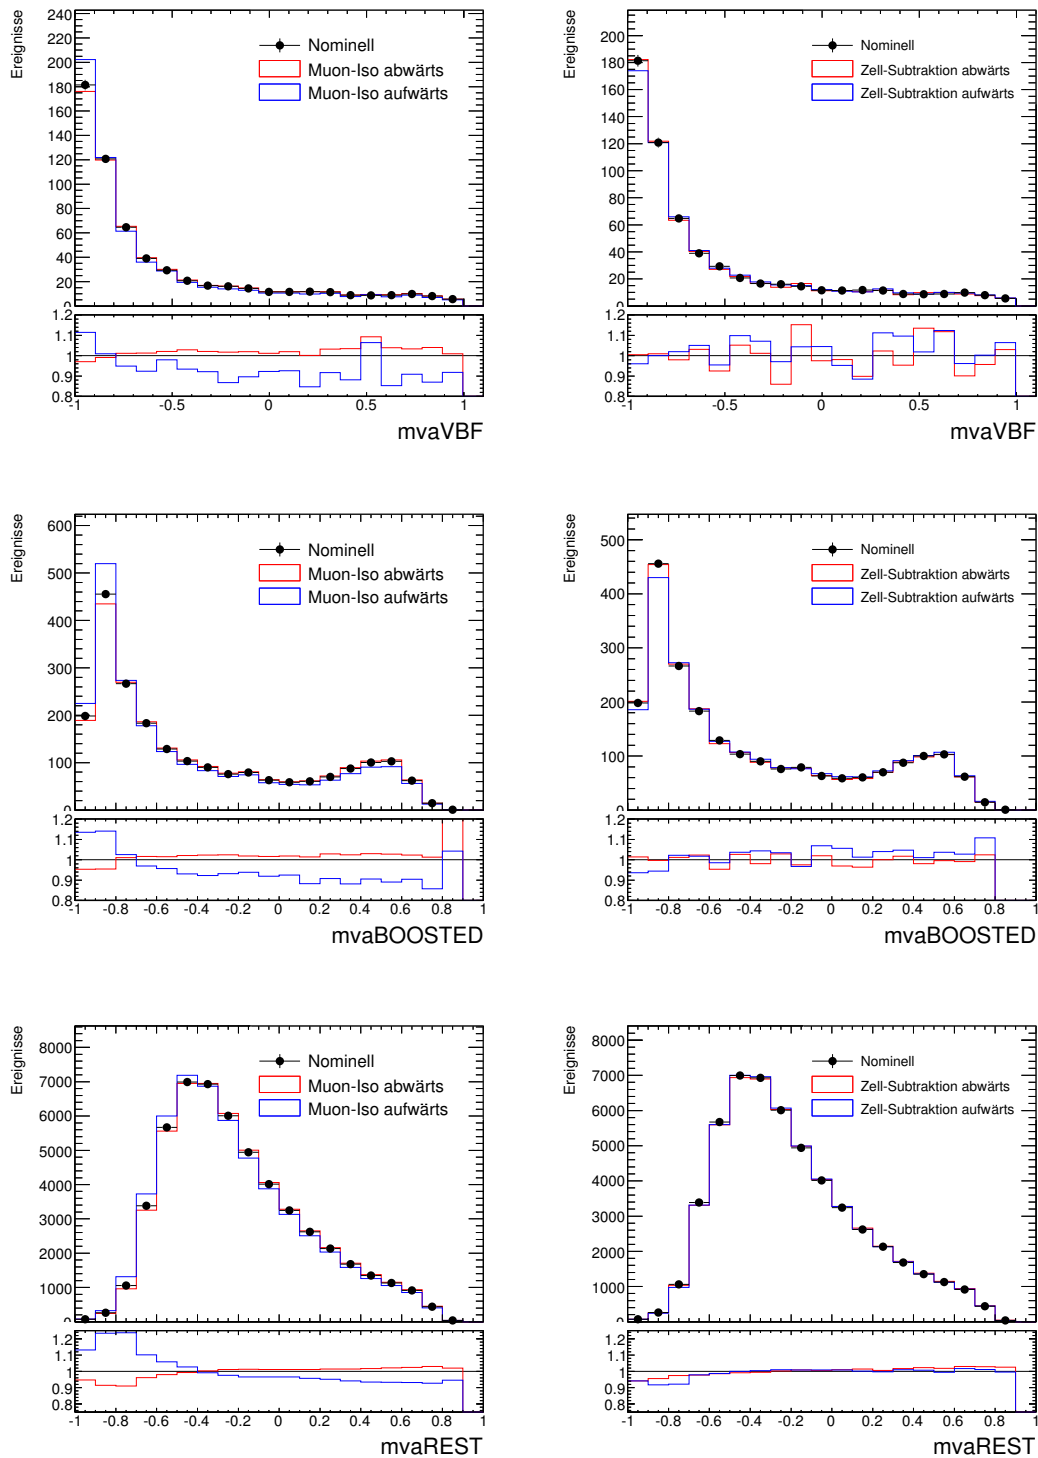 Ereignisse
240
220
200
180
160
140
120
100
80
60
40
20
0
Nominell
Muon-Iso abwärts
Muon-Iso aufwärts
1.2
1.1
1
0.9
0.8
-1 -0.5 0 0.5 1
mvaVBF
Ereignisse
200
180
160
140
120
100
80
60
40
20
0
Nominell
Zell-Subtraktion abwärts
Zell-Subtraktion aufwärts
1.2
1.1
1
0.9
0.8
-1 -0.5 0 0.5 1
mvaVBF
Ereignisse
600
500
400
300
200
100
0
Nominell
Muon-Iso abwärts
Muon-Iso aufwärts
1.2
1.1
1
0.9
0.8
-1 -0.8 -0.6 -0.4 -0.2 0 0.2 0.4 0.6 0.8 1
mvaBOOSTED
Ereignisse
500
400
300
200
100
0
Nominell
Zell-Subtraktion abwärts
Zell-Subtraktion aufwärts
1.2
1.1
1
0.9
0.8
-1 -0.8 -0.6 -0.4 -0.2 0 0.2 0.4 0.6 0.8 1
mvaBOOSTED
Ereignisse
8000
7000
6000
5000
4000
3000
2000
1000
0
Nominell
Muon-Iso abwärts
Muon-Iso aufwärts
1.2
1.1
1
0.9
0.8
-1 -0.8 -0.6 -0.4 -0.2 0 0.2 0.4 0.6 0.8 1
mvaREST
Ereignisse
8000
7000
6000
5000
4000
3000
2000
1000
0
Nominell
Zell-Subtraktion abwärts
Zell-Subtraktion aufwärts
1.2
1.1
1
0.9
0.8
-1 -0.8 -0.6 -0.4 -0.2 0 0.2 0.4 0.6 0.8 1
mvaREST